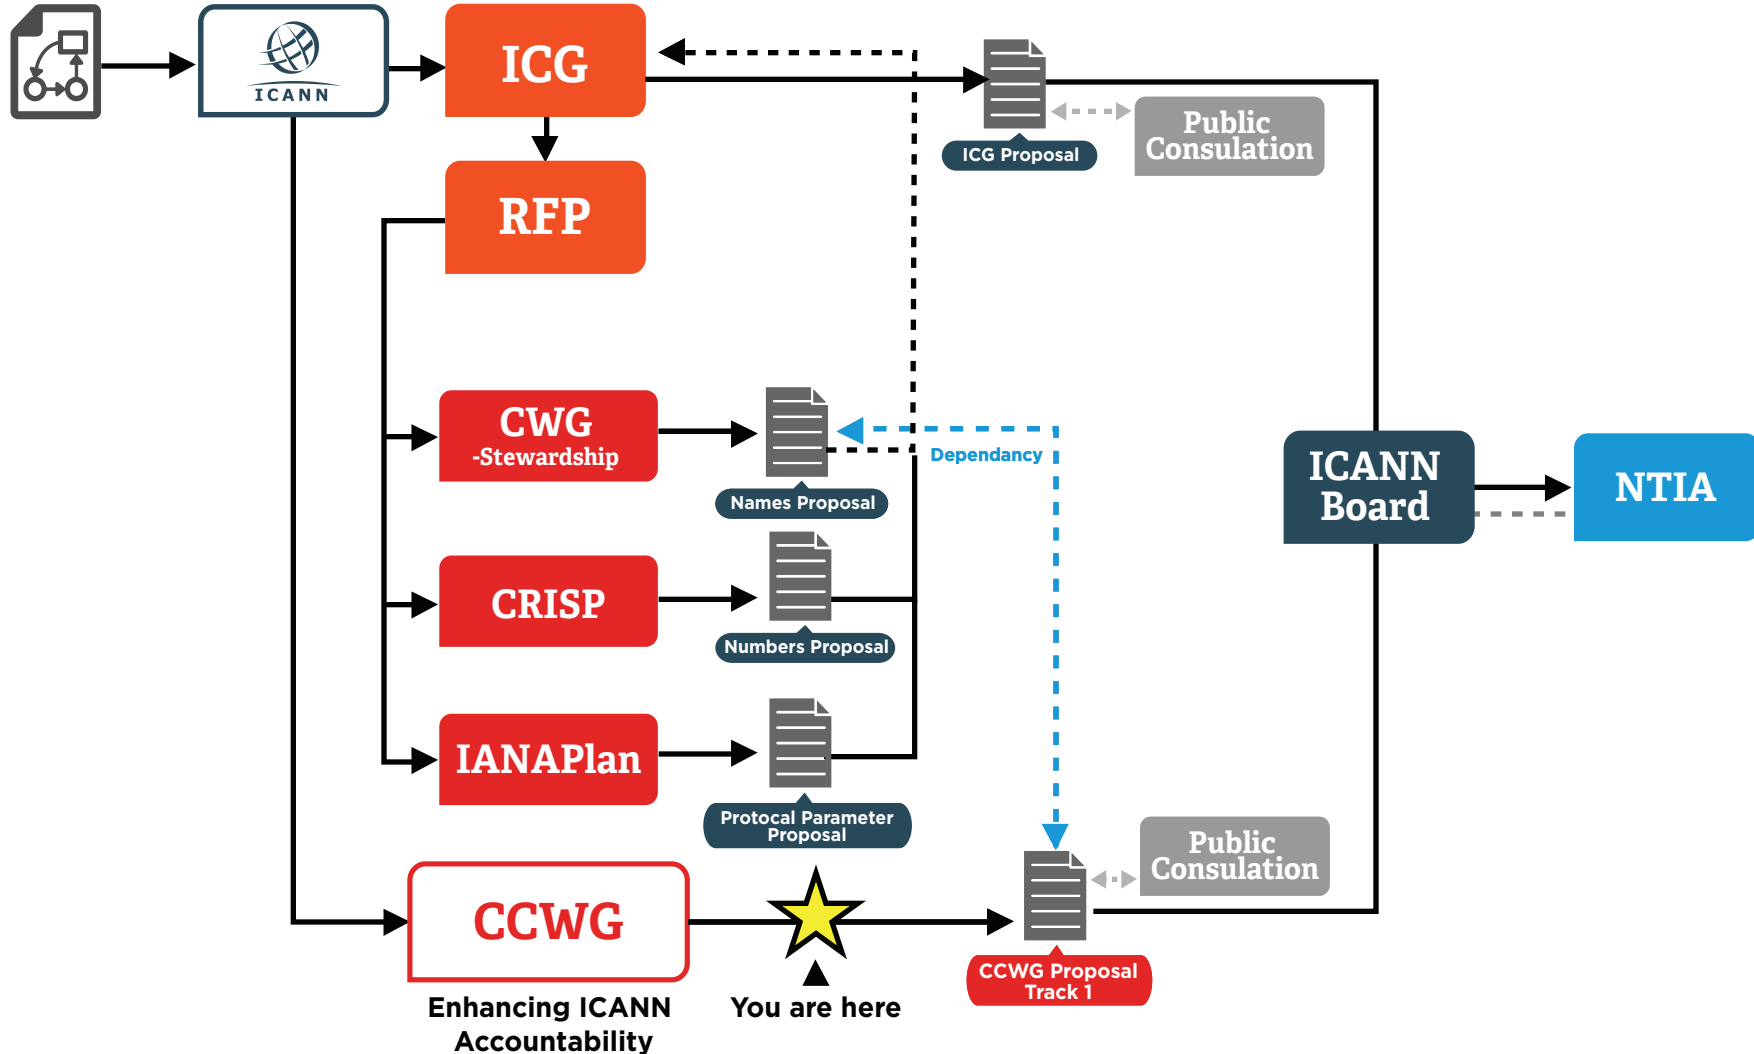 ICANN
ICG
ICG Proposal
Public
Consulation
RFP
CWG
-Stewardship
Names Proposal
Dependancy
ICANN
Board
NTIA
CRISP
Numbers Proposal
IANAPlan
Protocal Parameter
Proposal
Public
Consulation
CCWG
CCWG Proposal
Track 1
Enhancing ICANN
Accountability
You are here